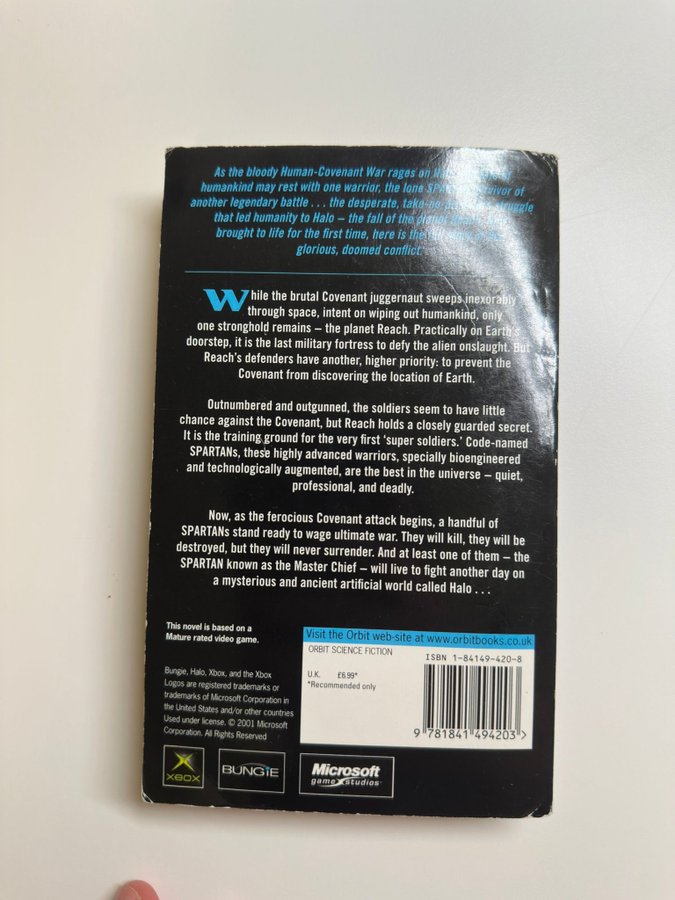 As the bloody Human-Covenant War rages on
humankind may rest with one warrior, the lone SPARTAN survivor of
another legendary battle . . . the desperate, take-no struggle
that led humanity to Halo – the fall of the planet
brought to life for the first time, here is the
glorious, doomed conflict.
While the brutal Covenant juggernaut sweeps inexorably
through space, intent on wiping out humankind, only
one stronghold remains – the planet Reach. Practically on Earth's
doorstep, it is the last military fortress to defy the alien onslaught. But
Reach's defenders have another, higher priority: to prevent the
Covenant from discovering the location of Earth.
Outnumbered and outgunned, the soldiers seem to have little
chance against the Covenant, but Reach holds a closely guarded secret.
It is the training ground for the very first 'super soldiers.' Code-named
SPARTANs, these highly advanced warriors, specially bioengineered
and technologically augmented, are the best in the universe – quiet,
professional, and deadly.
Now, as the ferocious Covenant attack begins, a handful of
SPARTANs stand ready to wage ultimate war. They will kill, they will be
destroyed, but they will never surrender. And at least one of them – the
SPARTAN known as the Master Chief – will live to fight another day on
a mysterious and ancient artificial world called Halo . . .
This novel is based on a
Mature rated video game.
Bungie, Halo, Xbox, and the Xbox
Logos are registered trademarks or
trademarks of Microsoft Corporation in
the United States and/or other countries
Used under license. © 2001 Microsoft
Corporation. All Rights Reserved
Visit the Orbit web-site at www.orbitbooks.co.uk
ORBIT SCIENCE FICTION
ISBN 1-84149-420-8
U.K. £6.99*
*Recommended only
9 781841 494203 >
XBOX
BUNGIE
Microsoft
game studios